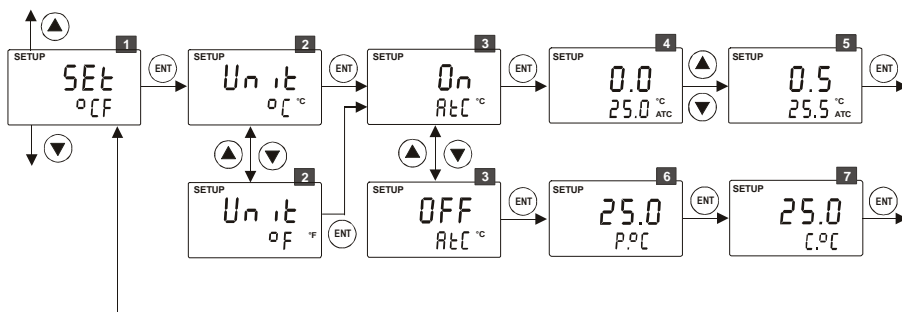 1
SETUP
SEt
°CF
ENT
2
SETUP
Unit
°C °C
ENT
3
SETUP
On
AtC °C
ENT
4
SETUP
0.0
25.0 °C ATC
5
SETUP
0.5
25.5 °C ATC
ENT
2
SETUP
Unit
°F °F
ENT
3
SETUP
OFF
AtC °C
ENT
6
SETUP
25.0
P.°C
ENT
7
SETUP
25.0
C.°C
ENT